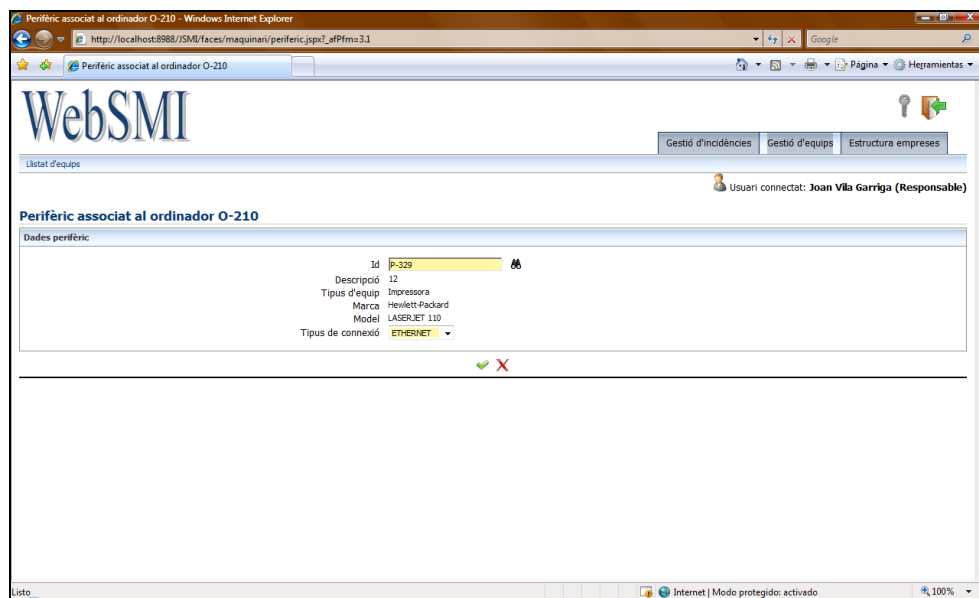 Perifèric associat al ordinador O-210 - Windows Internet Explorer
http://localhost:8988/JSMI/faces/maquinari/periferic.jspx?_afPfm=3.1
Google
Perifèric associat al ordinador O-210
Página
Herramientas
WebSMI
Gestió d'incidències
Gestió d'equips
Estructura empreses
Llistat d'equips
Usuari connectat: Joan Vila Garriga (Responsable)
Perifèric associat al ordinador O-210
Dades perifèric
Id P-329
Descripció 12
Tipus d'equip Impressora
Marca Hewlett-Packard
Model LASERJET 110
Tipus de connexió ETHERNET
Listo
Internet | Modo protegido: activado
100%